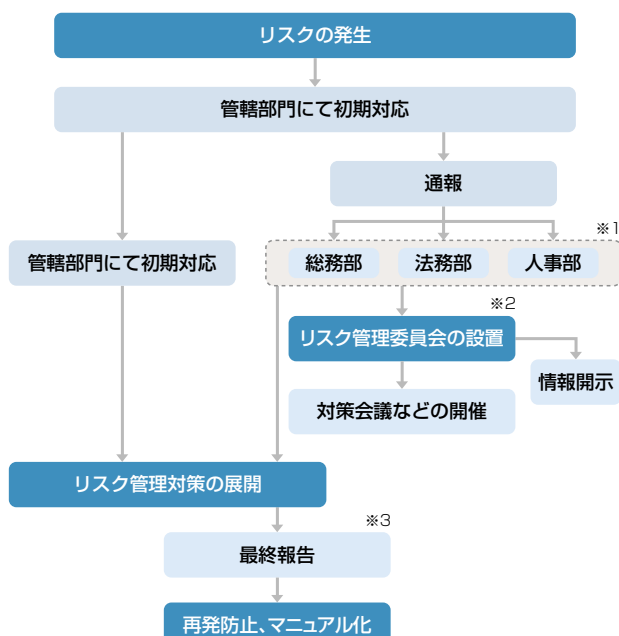 リスクの発生
管轄部門にて初期対応
通報
※1
管轄部門にて初期対応
総務部
法務部
人事部
※2
リスク管理委員会の設置
情報開示
対策会議などの開催
リスク管理対策の展開
※3
最終報告
再発防止、マニュアル化